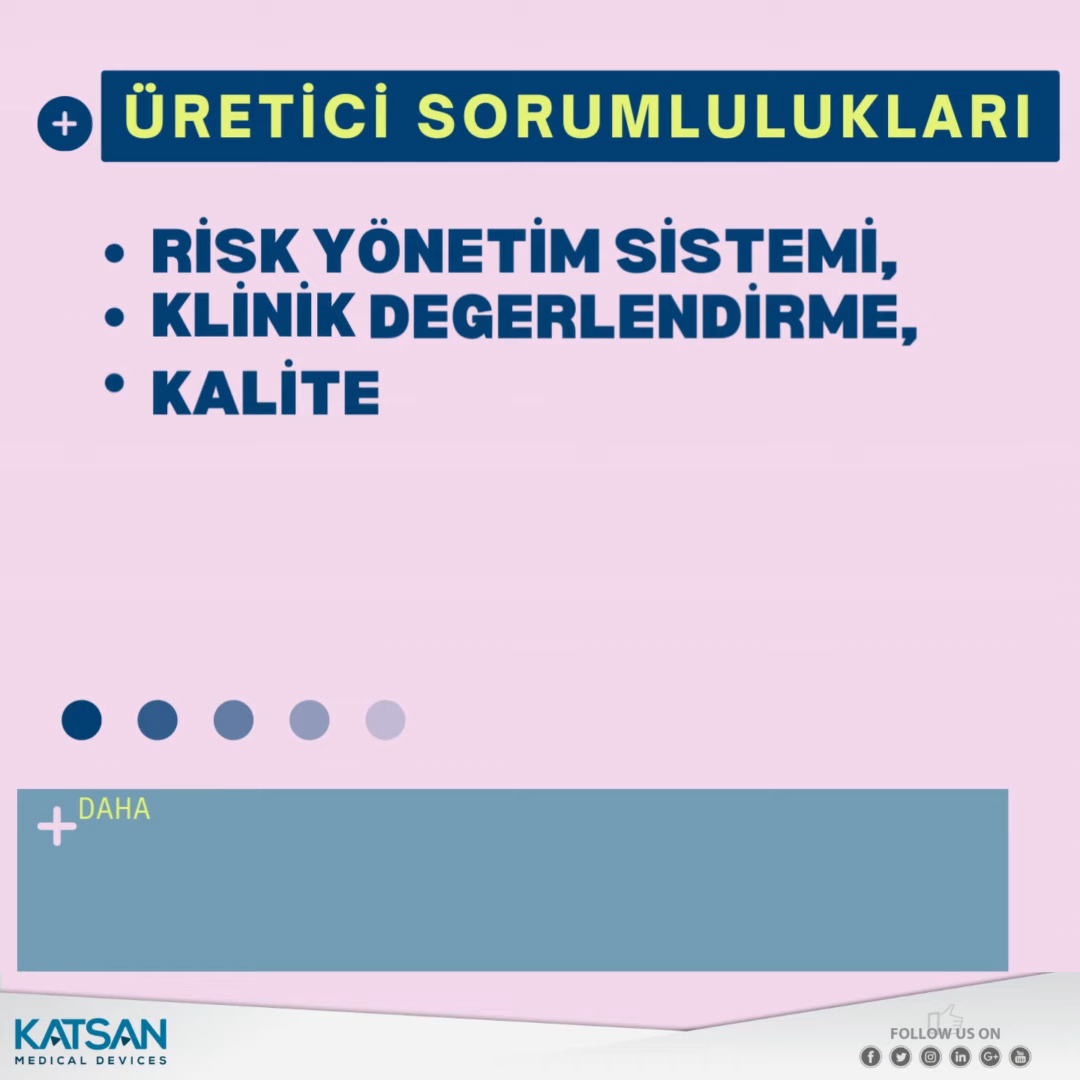 ÜRETİCİ SORUMLULUKLARI
RİSK YÖNETİM SİSTEMİ,
KLİNİK DEGERLENDİRME,
KALİTE
DAHA
KATSAN
MEDICAL DEVICES
FOLLOW US ON